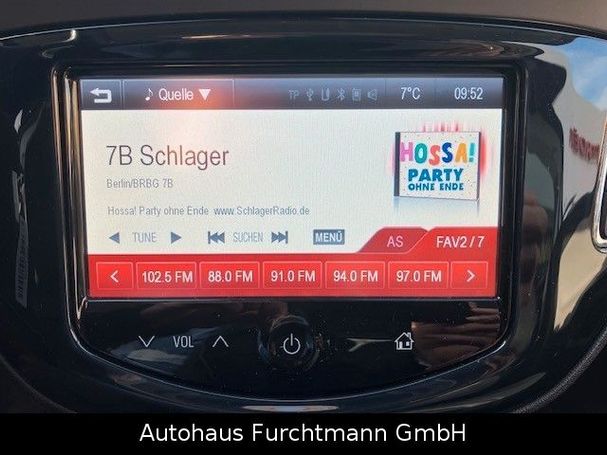 Quelle ▼ TP 7°C 09:52
7B Schlager
Berlin/BRBG 7B
HOSSA!
PARTY
OHNE ENDE
Hossa! Party ohne Ende www.SchlagerRadio.de
TUNE SUCHEN MENÜ AS FAV2 / 7
< 102.5 FM 88.0 FM 91.0 FM 94.0 FM 97.0 FM >
VOL
Autohaus Furchtmann GmbH